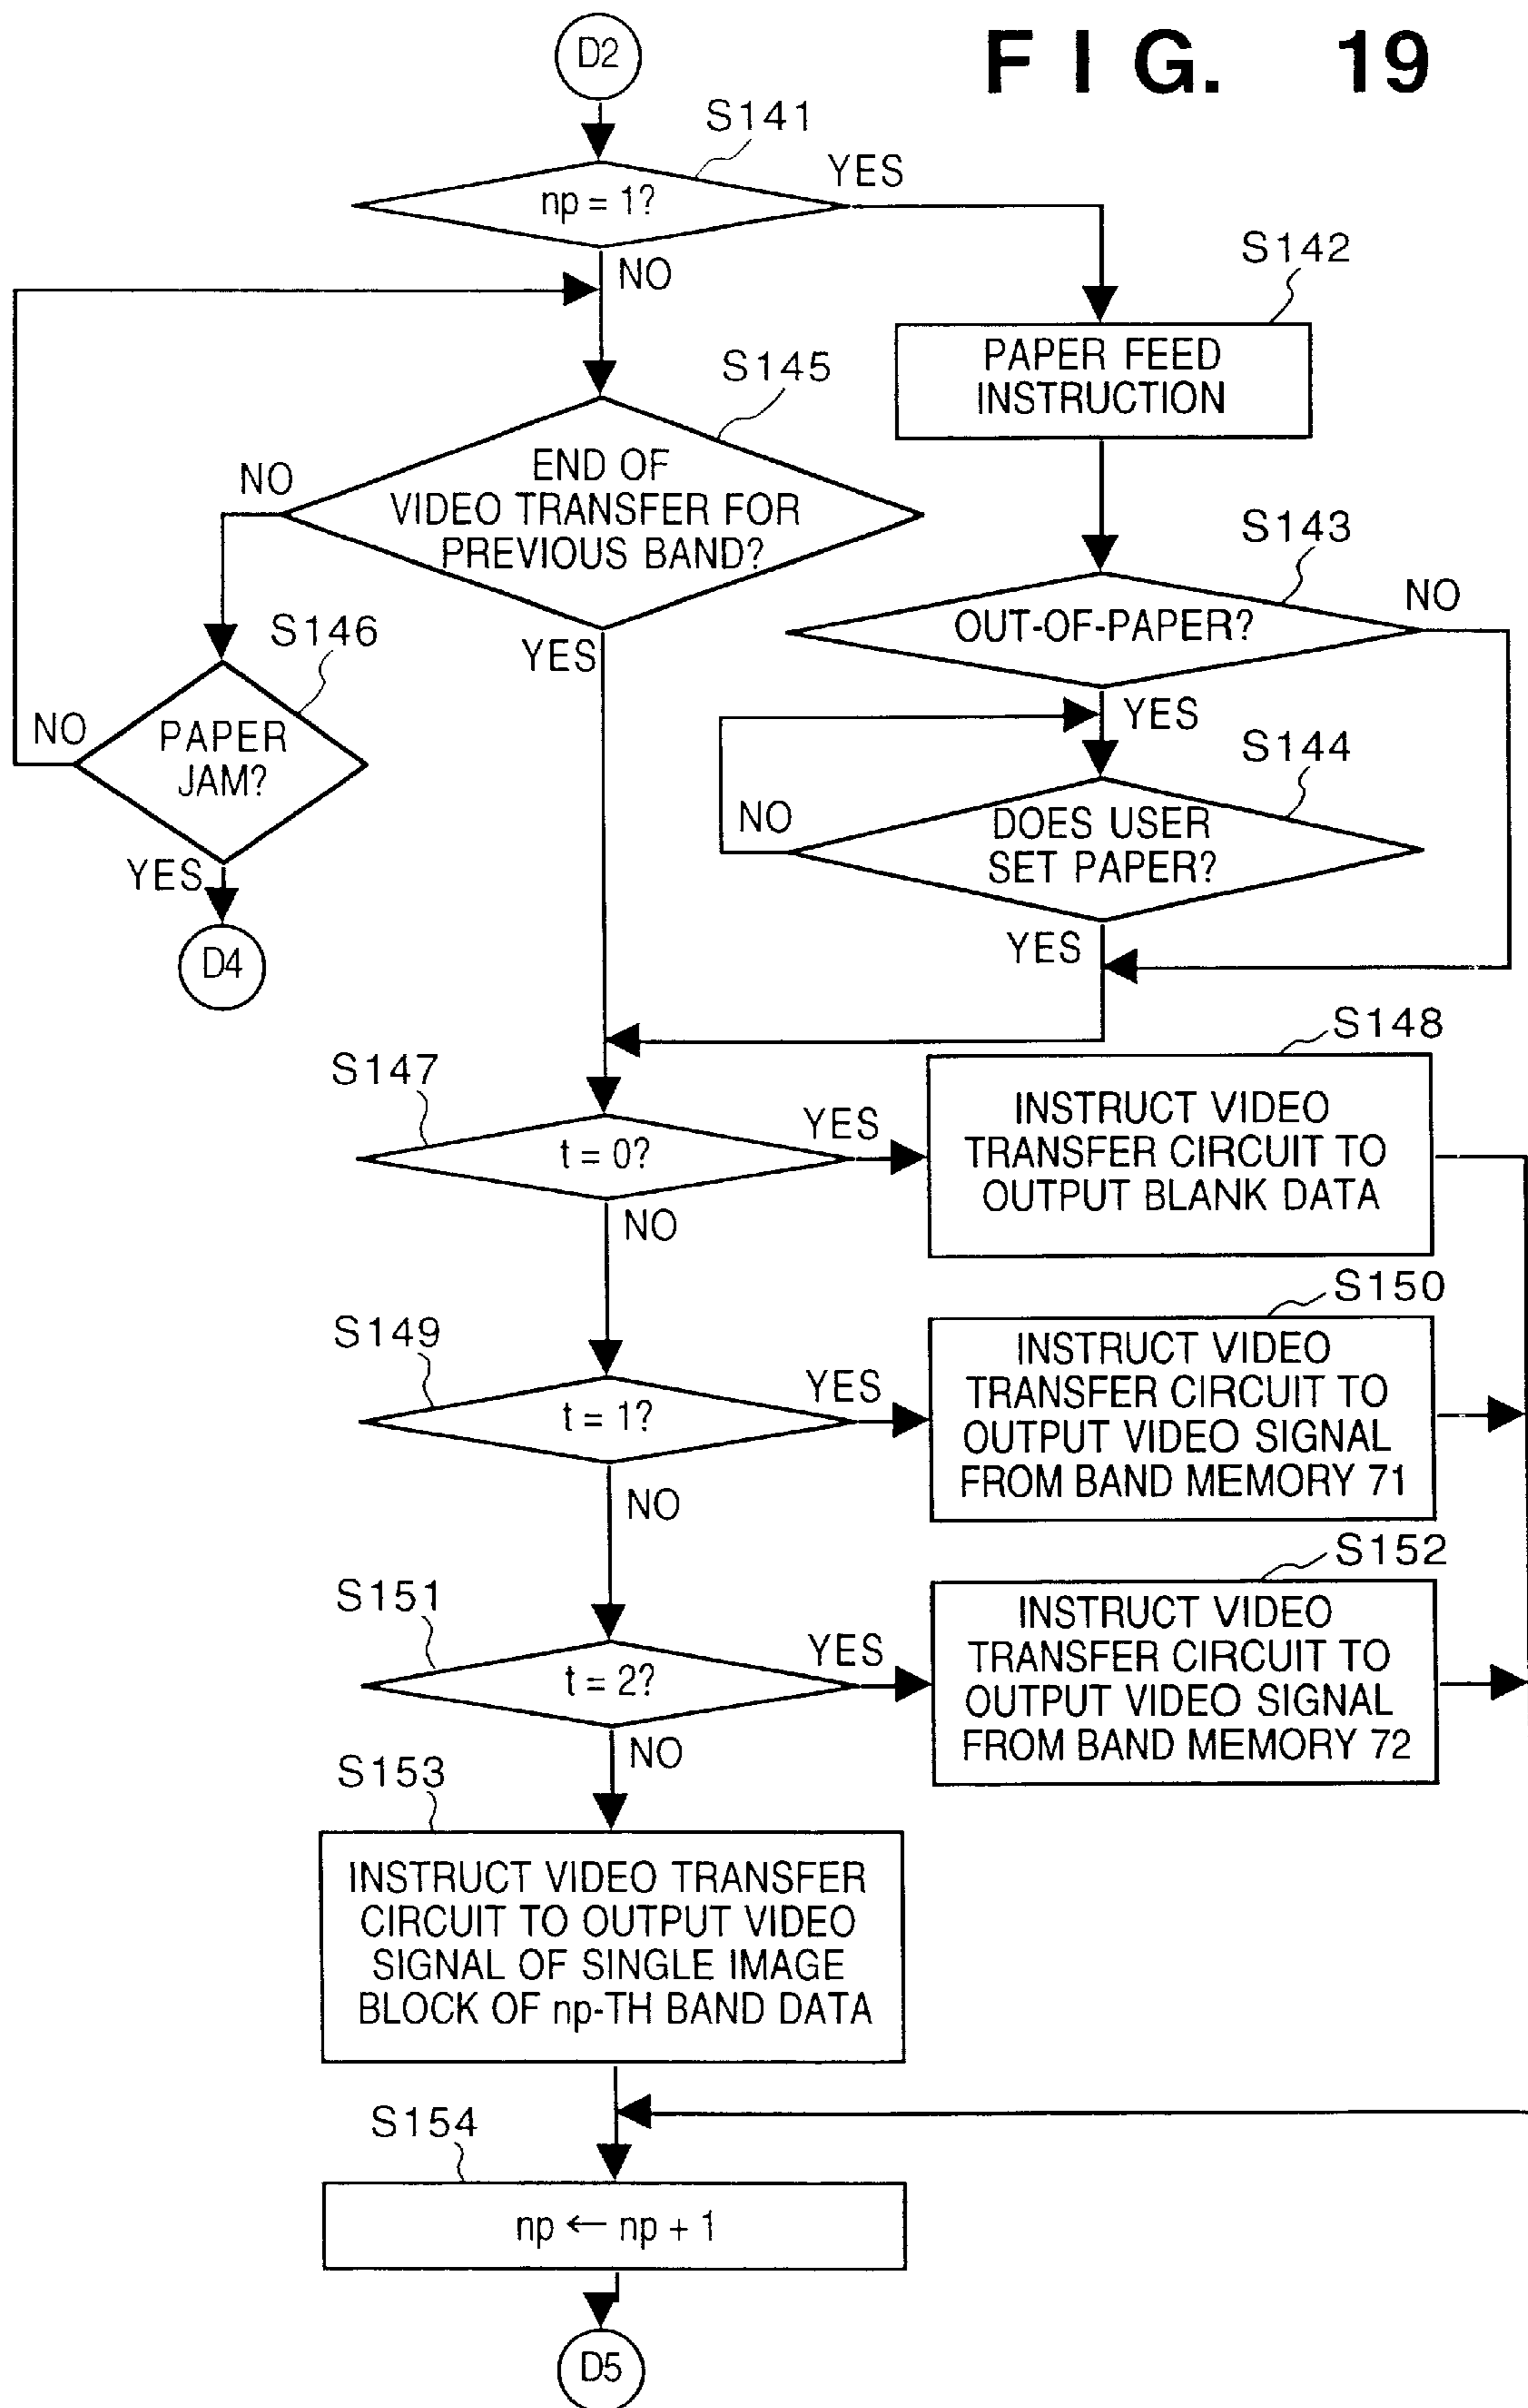 FIG. 19
D2
S141
np = 1?
YES
NO
S142
PAPER FEED
INSTRUCTION
S145
END OF
VIDEO TRANSFER FOR
PREVIOUS BAND?
NO
YES
S143
OUT-OF-PAPER?
NO
YES
S146
PAPER
JAM?
NO
YES
D4
S144
DOES USER
SET PAPER?
NO
YES
S147
t = 0?
YES
NO
S148
INSTRUCT VIDEO
TRANSFER CIRCUIT TO
OUTPUT BLANK DATA
S149
t = 1?
YES
NO
S150
INSTRUCT VIDEO
TRANSFER CIRCUIT TO
OUTPUT VIDEO SIGNAL
FROM BAND MEMORY 71
S151
t = 2?
YES
NO
S152
INSTRUCT VIDEO
TRANSFER CIRCUIT TO
OUTPUT VIDEO SIGNAL
FROM BAND MEMORY 72
S153
INSTRUCT VIDEO TRANSFER
CIRCUIT TO OUTPUT VIDEO
SIGNAL OF SINGLE IMAGE
BLOCK OF np-TH BAND DATA
S154
np ← np + 1
D5